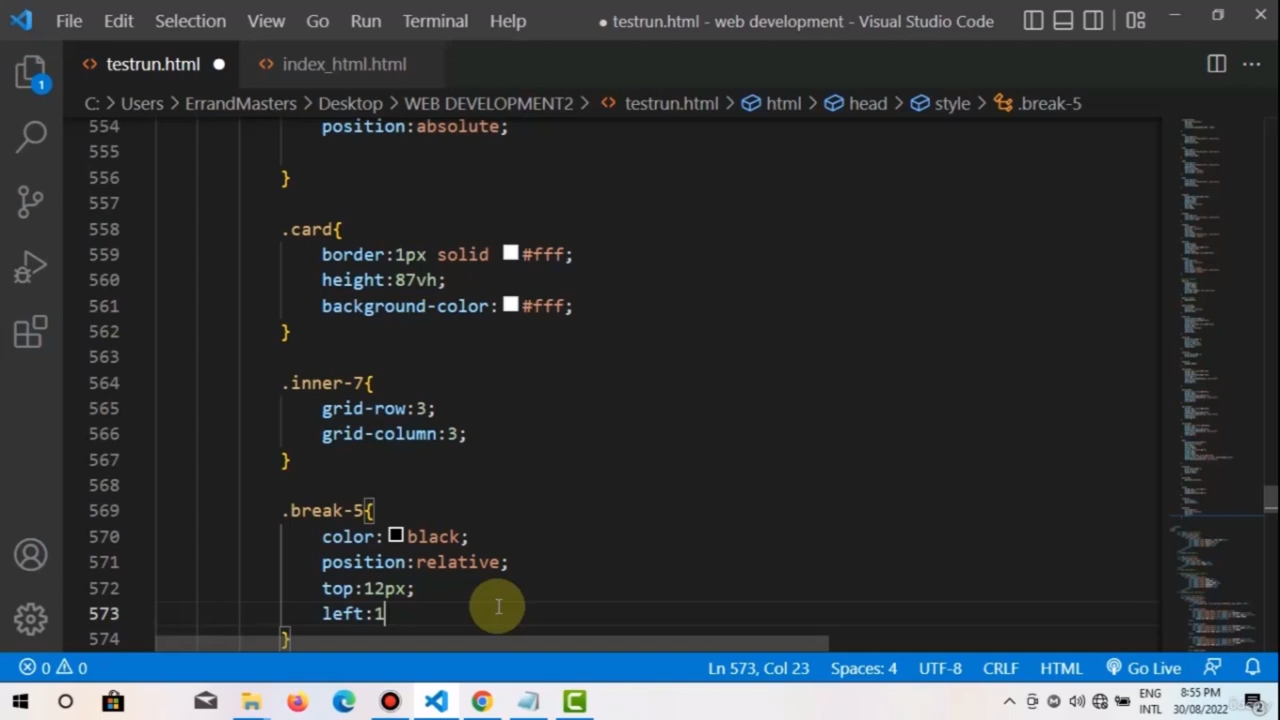 File Edit Selection View Go Run Terminal Help ● testrun.html - web development - Visual Studio Code
testrun.html ● index_html.html
C: > Users > ErrandMasters > Desktop > WEB DEVELOPMENT2 > testrun.html > html > head > style > .break-5
554 position:absolute;
555
556 }
557
558 .card{
559 border:1px solid #fff;
560 height:87vh;
561 background-color:#fff;
562 }
563
564 .inner-7{
565 grid-row:3;
566 grid-column:3;
567 }
568
569 .break-5{
570 color:black;
571 position:relative;
572 top:12px;
573 left:1
574 }
1
0 0 Ln 573, Col 23 Spaces: 4 UTF-8 CRLF HTML Go Live
ENG 8:55 PM
INTL 30/08/2022 2